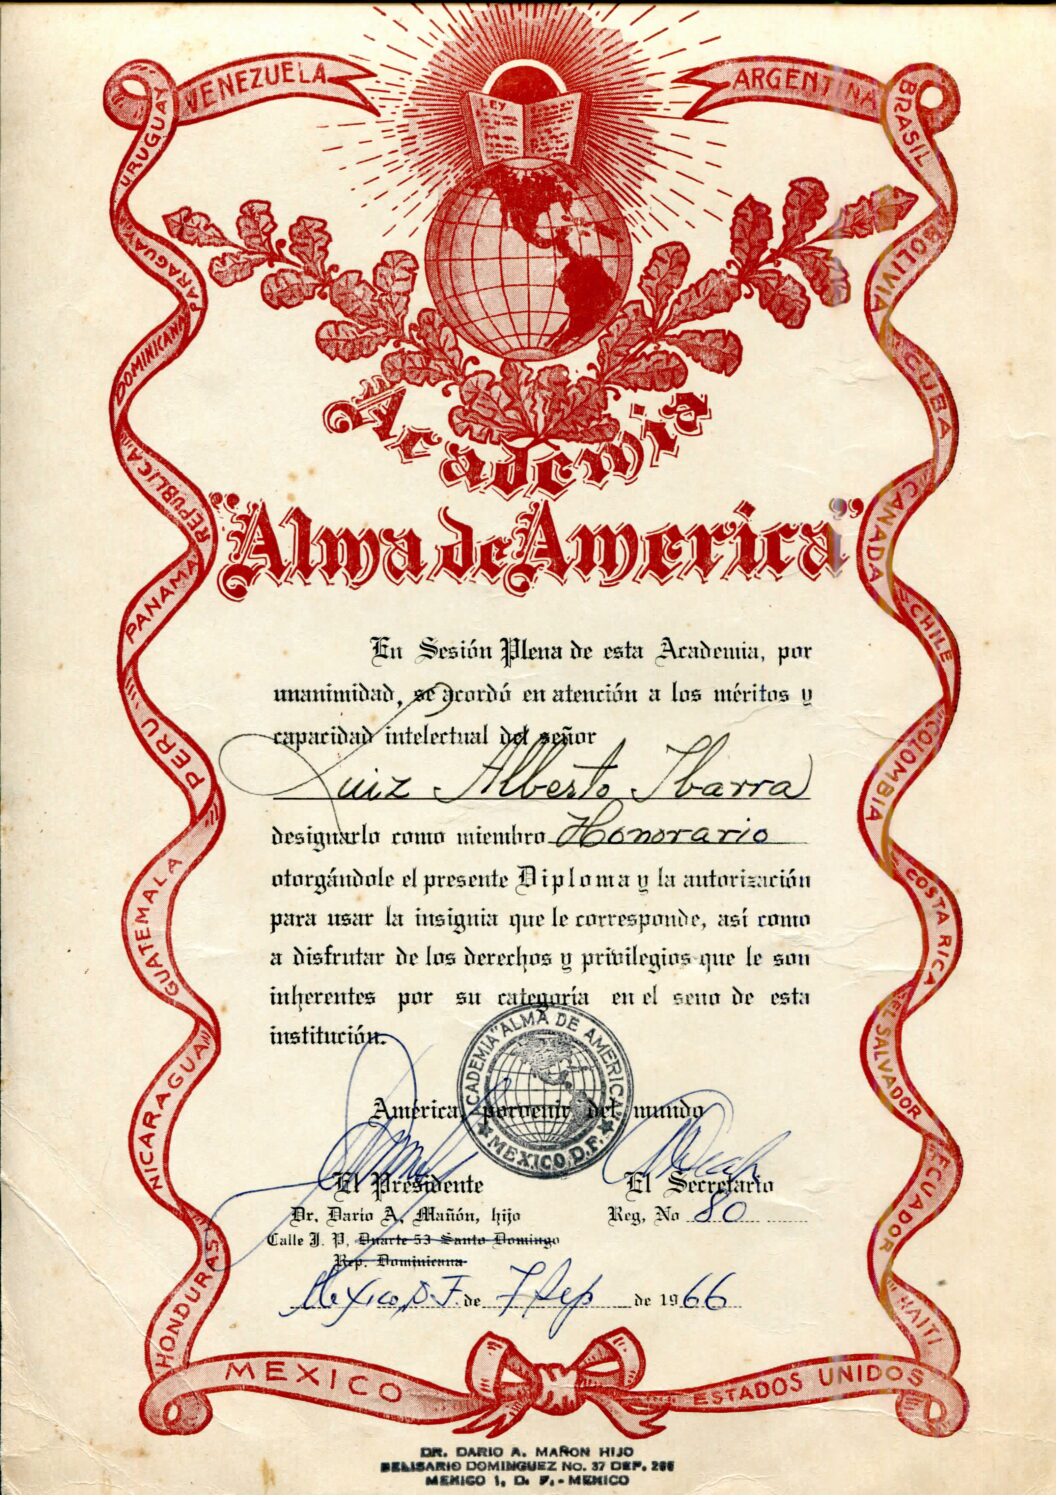 VENEZUELA
ARGENTINA
URUGUAY
BRASIL
LEY
PARAGUAY
BOLIVIA
DOMINICANA
CUBA
REPUBLICA
CANADA
PANAMA
CHILE
PERU
COLOMBIA
GUATEMALA
COSTA RICA
NICARAGUA
EL SALVADOR
HONDURAS
ECUADOR
HAITI
MEXICO
ESTADOS UNIDOS
Academia
"Alma de America"
En Sesión Plena de esta Academia, por
unanimidad, se acordó en atención a los méritos y
capacidad intelectual del señor
Luiz Alberto Ibarra
designarlo como miembro Honorario
otorgándole el presente Diploma y la autorización
para usar la insignia que le corresponde, así como
a disfrutar de los derechos y privilegios que le son
inherentes por su categoría en el seno de esta
institución.
ACADEMIA "ALMA DE AMERICA"
MEXICO, D.F.
América, porvenir del mundo
El Presidente
El Secretario
Dr. Dario A. Mañón, hijo
Reg. No 80
Calle J. P. Duarte 53 Santo Domingo
Rep. Dominicana
Mexico, D.F. de 7 Sep de 1966
DR. DARIO A. MAÑON HIJO
BELISARIO DOMINGUEZ No. 37 DEP. 266
MEXICO 1, D. F. - MEXICO